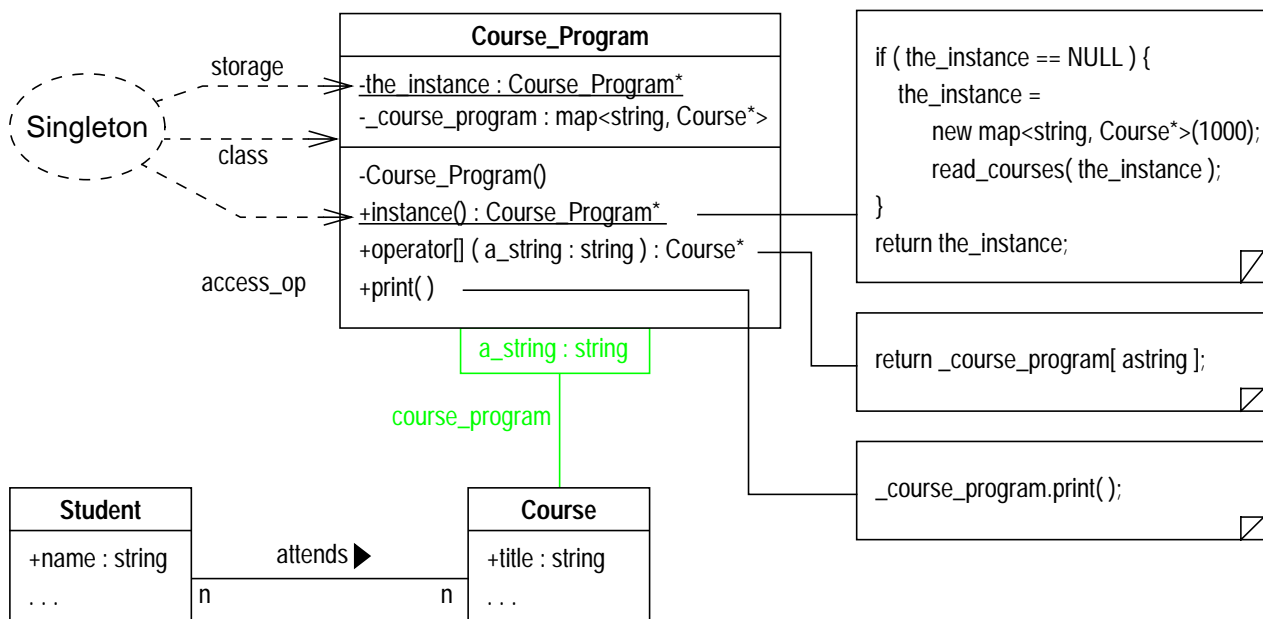 Course_Program
storage
-the_instance : Course_Program*
-_course_program : map<string, Course*>
Singleton
class
-Course_Program()
+instance() : Course_Program*
+operator[] ( a_string : string ) : Course*
access_op
+print( )
a_string : string
course_program
if ( the_instance == NULL ) {
the_instance =
new map<string, Course*>(1000);
read_courses( the_instance );
}
return the_instance;
return _course_program[ astring ];
_course_program.print( );
Student
+name : string
. . .
attends
n
n
Course
+title : string
. . .